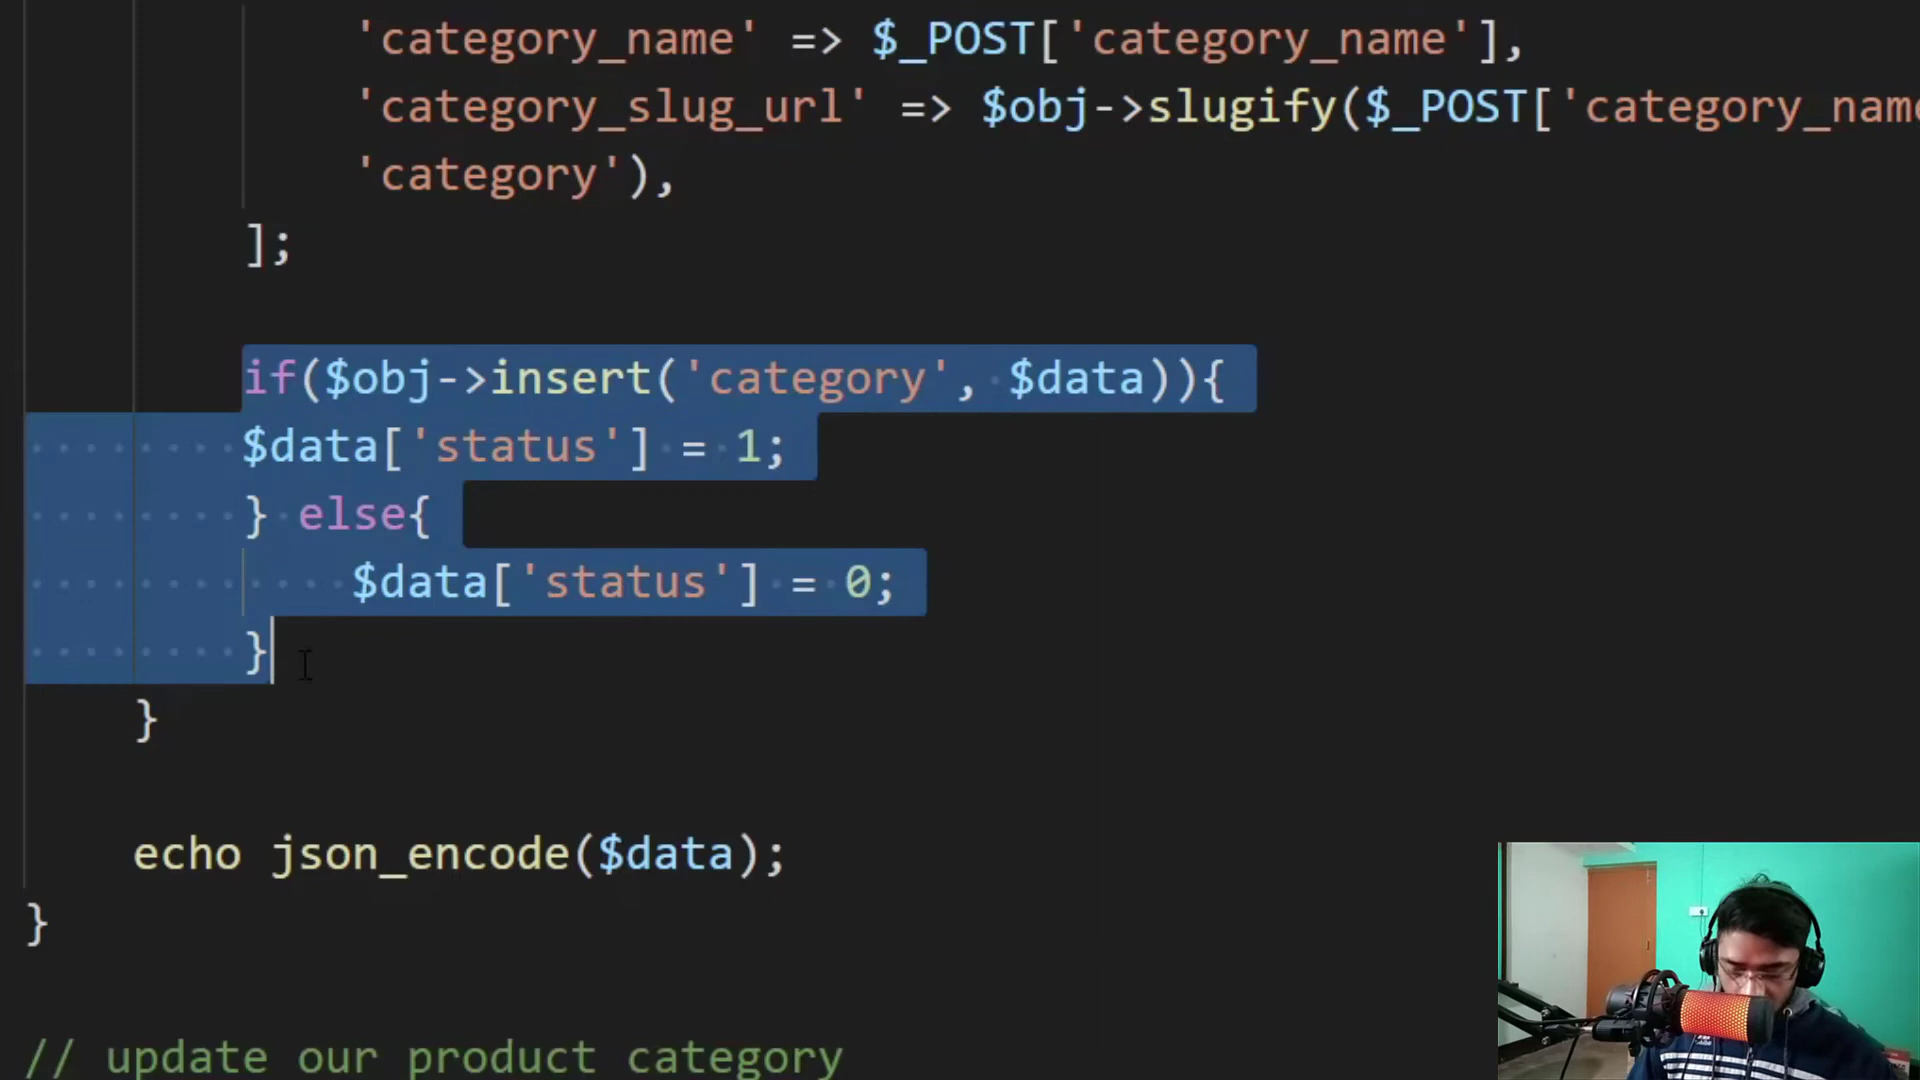 'category_name' => $_POST['category_name'],
'category_slug_url' => $obj->slugify($_POST['category_name
'category'),
];
if($obj->insert('category', $data)){
$data['status'] = 1;
} else{
$data['status'] = 0;
}
}
echo json_encode($data);
}
// update our product category